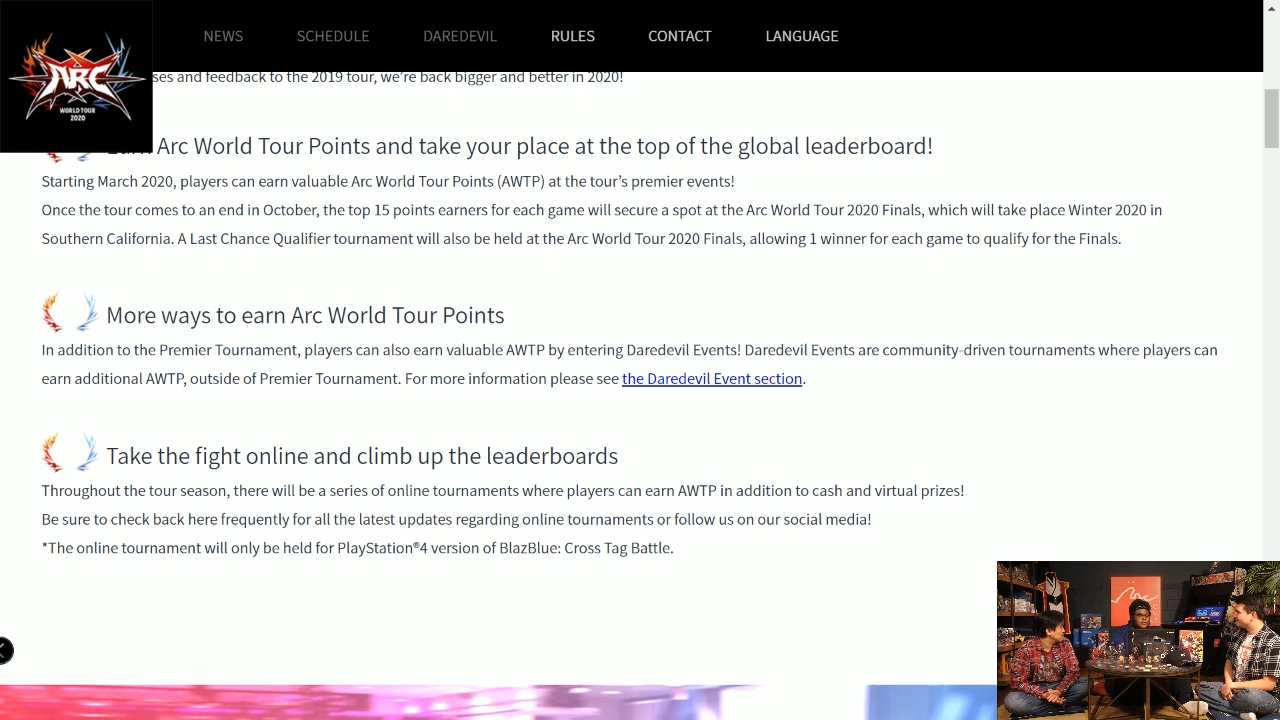 NEWS SCHEDULE DAREDEVIL RULES CONTACT LANGUAGE
ARC
WORLD TOUR
2020
and feedback to the 2019 tour, we're back bigger and better in 2020!
Arc World Tour Points and take your place at the top of the global leaderboard!
Starting March 2020, players can earn valuable Arc World Tour Points (AWTP) at the tour's premier events!
Once the tour comes to an end in October, the top 15 points earners for each game will secure a spot at the Arc World Tour 2020 Finals, which will take place Winter 2020 in
Southern California. A Last Chance Qualifier tournament will also be held at the Arc World Tour 2020 Finals, allowing 1 winner for each game to qualify for the Finals.
More ways to earn Arc World Tour Points
In addition to the Premier Tournament, players can also earn valuable AWTP by entering Daredevil Events! Daredevil Events are community-driven tournaments where players can
earn additional AWTP, outside of Premier Tournament. For more information please see the Daredevil Event section.
Take the fight online and climb up the leaderboards
Throughout the tour season, there will be a series of online tournaments where players can earn AWTP in addition to cash and virtual prizes!
Be sure to check back here frequently for all the latest updates regarding online tournaments or follow us on our social media!
*The online tournament will only be held for PlayStation®4 version of BlazBlue: Cross Tag Battle.